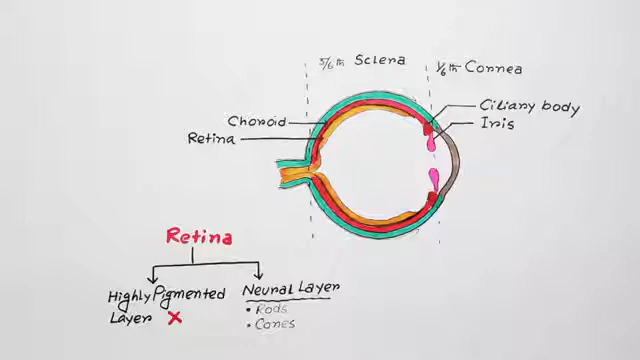 5/6th Sclera
1/6th Cornea
Choroid
Retina
Ciliary body
Iris
Retina
Highly Pigmented
Layer X
Neural Layer
• Rods
• Cones